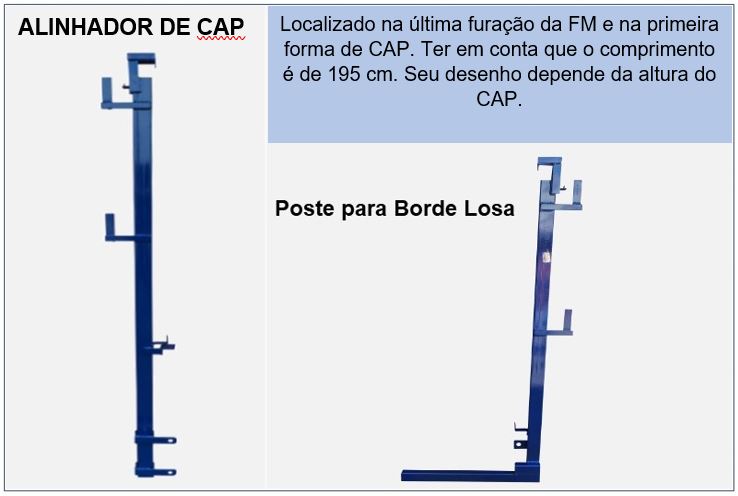 ALINHADOR DE CAP
Localizado na última furação da FM e na primeira
forma de CAP. Ter em conta que o comprimento
é de 195 cm. Seu desenho depende da altura do
CAP.
Poste para Borde Losa